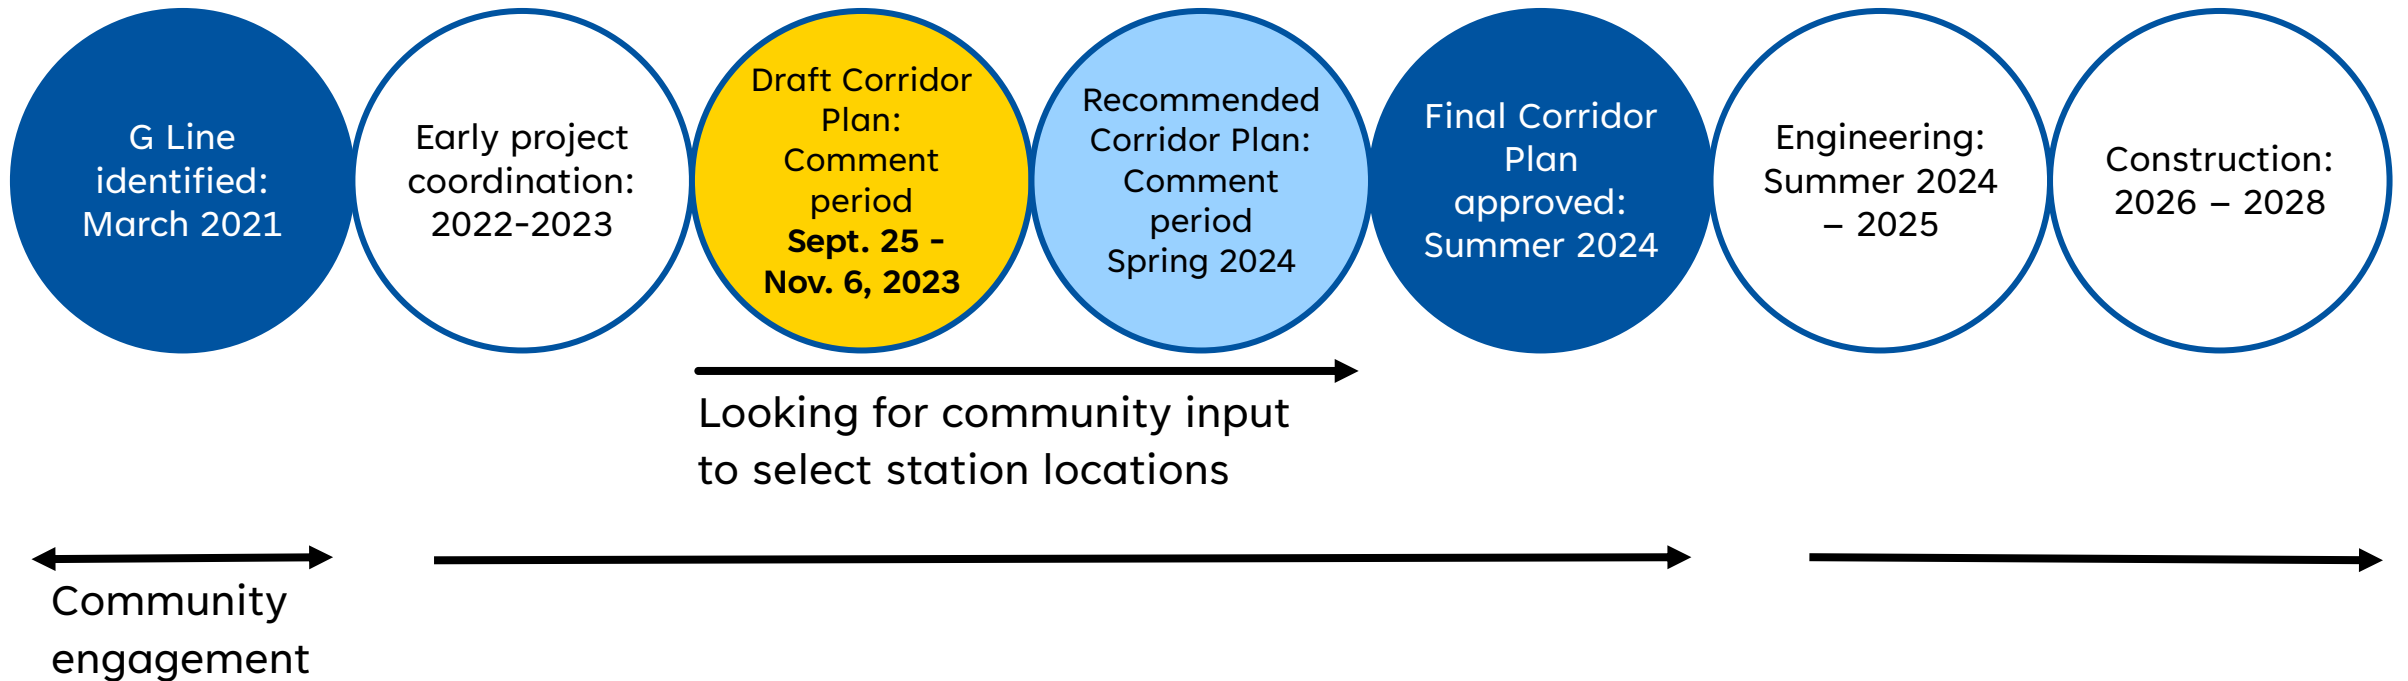 G Line
identified:
March 2021
Early project
coordination:
2022-2023
Draft Corridor
Plan:
Comment
period
Sept. 25 -
Nov. 6, 2023
Recommended
Corridor Plan:
Comment
period
Spring 2024
Final Corridor
Plan
approved:
Summer 2024
Engineering:
Summer 2024
– 2025
Construction:
2026 – 2028
Looking for community input
to select station locations
Community
engagement